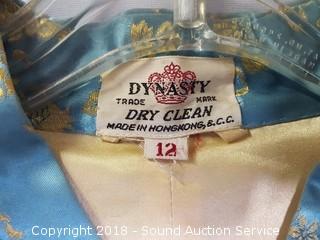 DYNASTY
TRADE MARK
DRY CLEAN
MADE IN HONGKONG, B.C.C.
12
Copyright 2018 - Sound Auction Service